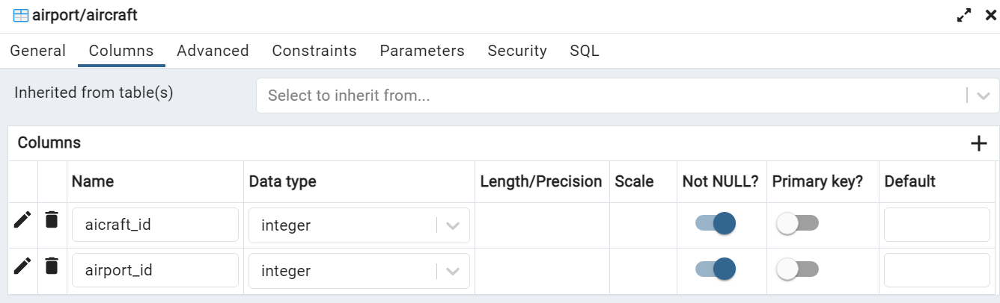 airport/aircraft
General Columns Advanced Constraints Parameters Security SQL
Inherited from table(s) Select to inherit from...
Columns
Name Data type Length/Precision Scale Not NULL? Primary key? Default
aicraft_id integer
airport_id integer